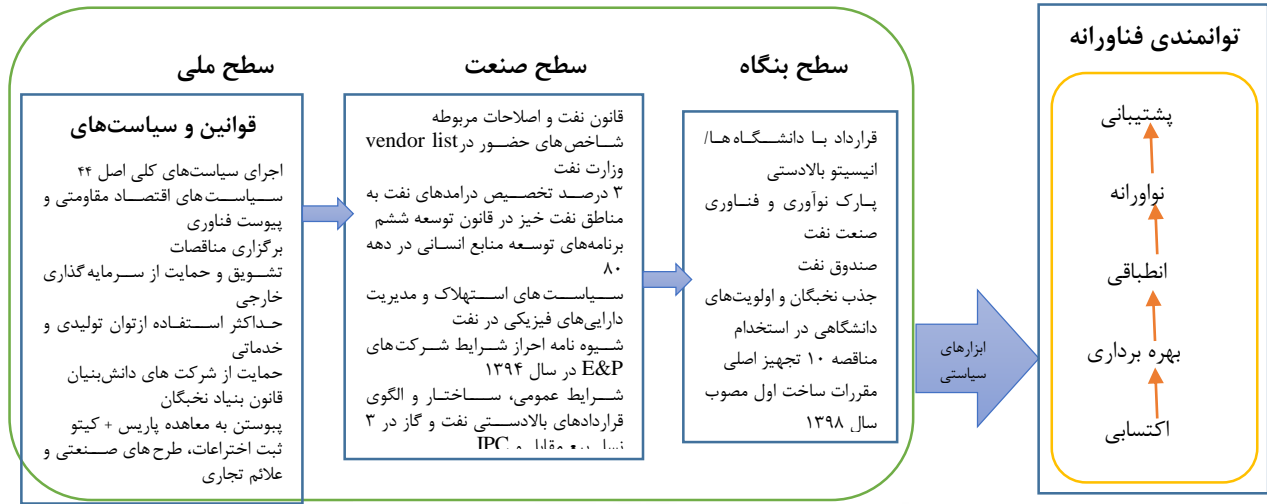 سطح ملی
قوانین و سیاست‌های
اجرای سیاست‌های کلی اصل ۴۴
سیاست‌های اقتصاد مقاومتی و
پیوست فناوری
برگزاری مناقصات
تشویق و حمایت از سرمایه گذاری
خارجی
حداکثر استفاده ازتوان تولیدی و
خدماتی
حمایت از شرکت های دانش‌بنیان
قانون بنیاد نخبگان
پیوستن به معاهده پاریس + کیتو
ثبت اختراعات، طرح های صنعتی و
علائم تجاری
سطح صنعت
قانون نفت و اصلاحات مربوطه
شاخص‌های حضور در vendor list
وزارت نفت
۳ درصد تخصیص درامدهای نفت به
مناطق نفت خیز در قانون توسعه ششم
برنامه‌های توسعه منابع انسانی در دهه
۸۰
سیاست‌های استهلاک و مدیریت
دارایی‌های فیزیکی در نفت
شیوه نامه احراز شرایط شرکت‌های
E&P در سال ۱۳۹۴
شرایط عمومی، ساختار و الگوی
قراردادهای بالادستی نفت و گاز در ۳
نسل بیع مقابل و IPC
سطح بنگاه
قرارداد با دانشگاه‌ها/
انیسیتو بالادستی
پارک نوآوری و فناوری
صنعت نفت
صندوق نفت
جذب نخبگان و اولویت‌های
دانشگاهی در استخدام
مناقصه ۱۰ تجهیز اصلی
مقررات ساخت اول مصوب
سال ۱۳۹۸
ابزارهای
سیاستی
توانمندی فناورانه
پشتیبانی
نواورانه
انطباقی
بهره برداری
اکتسابی